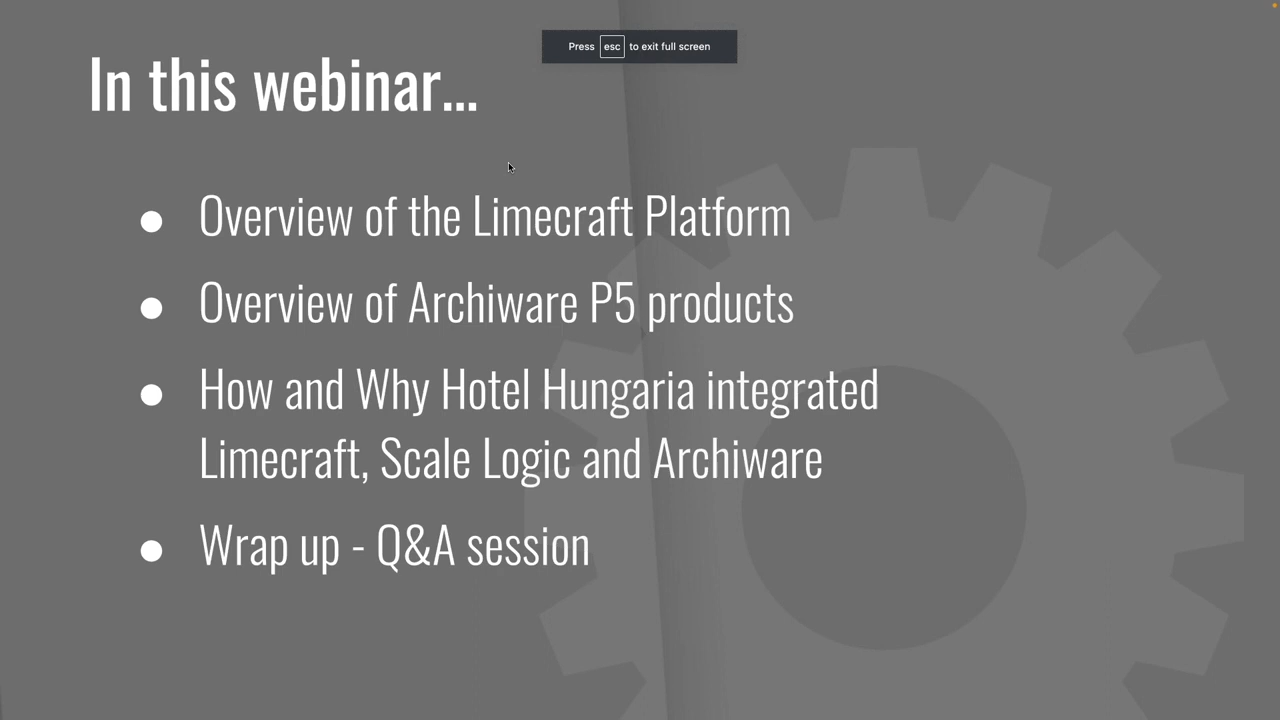 Press esc to exit full screen
In this webinar...
● Overview of the Limecraft Platform
● Overview of Archiware P5 products
● How and Why Hotel Hungaria integrated
Limecraft, Scale Logic and Archiware
● Wrap up - Q&A session